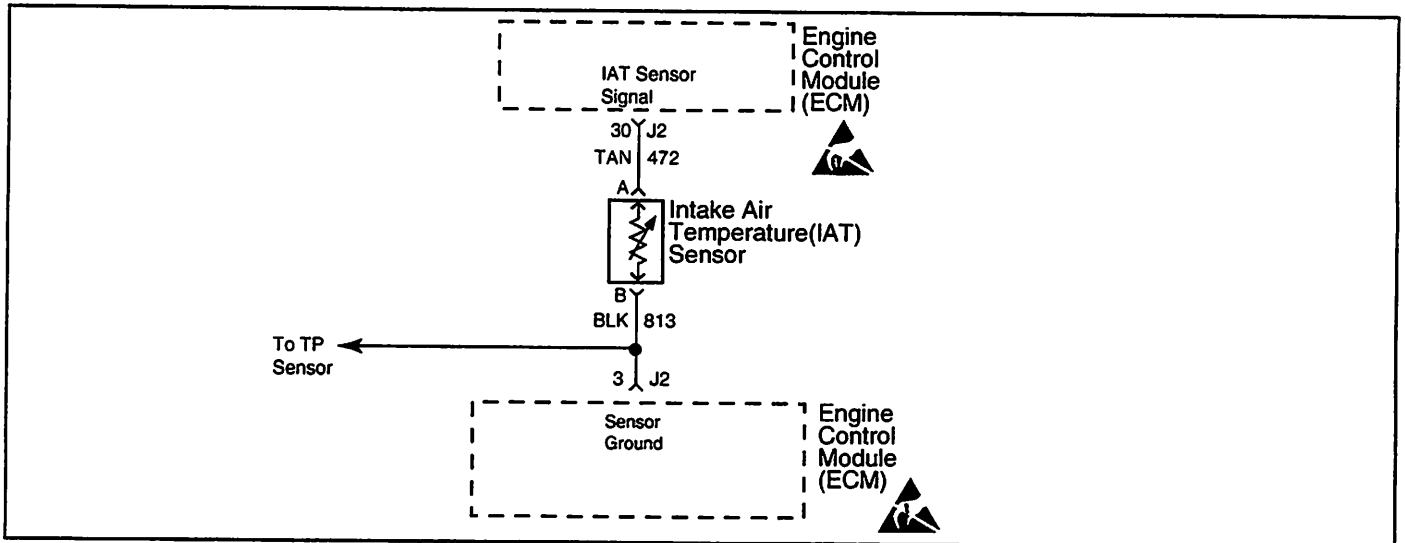 Engine
Control
Module
(ECM)
IAT Sensor
Signal
30 J2
TAN 472
A
Intake Air
Temperature(IAT)
Sensor
B
BLK 813
To TP
Sensor
3 J2
Sensor
Ground
Engine
Control
Module
(ECM)